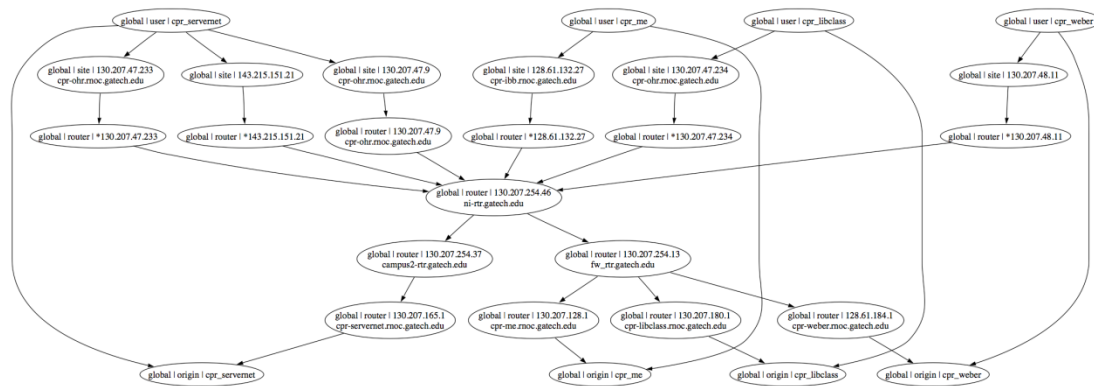 global | user | cpr_servernet
global | user | cpr_me
global | user | cpr_libclass
global | user | cpr_weber
global | site | 130.207.47.233
cpr-ohr.rnoc.gatech.edu
global | site | 143.215.151.21
global | site | 130.207.47.9
cpr-ohr.rnoc.gatech.edu
global | site | 128.61.132.27
cpr-ibb.rnoc.gatech.edu
global | site | 130.207.47.234
cpr-ohr.rnoc.gatech.edu
global | site | 130.207.48.11
global | router | *130.207.47.233
global | router | *143.215.151.21
global | router | 130.207.47.9
cpr-ohr.rnoc.gatech.edu
global | router | *128.61.132.27
global | router | *130.207.47.234
global | router | *130.207.48.11
global | router | 130.207.254.46
ni-rtr.gatech.edu
global | router | 130.207.254.37
campus2-rtr.gatech.edu
global | router | 130.207.254.13
fw_rtr.gatech.edu
global | router | 130.207.165.1
cpr-servernet.rnoc.gatech.edu
global | router | 130.207.128.1
cpr-me.rnoc.gatech.edu
global | router | 130.207.180.1
cpr-libclass.rnoc.gatech.edu
global | router | 128.61.184.1
cpr-weber.rnoc.gatech.edu
global | origin | cpr_servernet
global | origin | cpr_me
global | origin | cpr_libclass
global | origin | cpr_weber